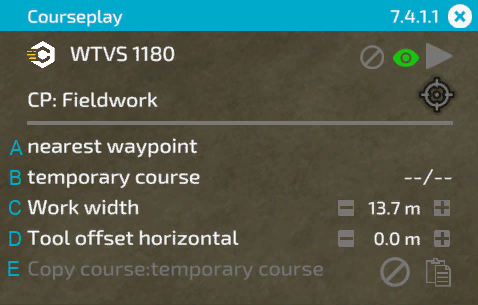 Courseplay 7.4.1.1
WTVS 1180
CP: Fieldwork
A nearest waypoint
B temporary course --/--
C Work width 13.7 m
D Tool offset horizontal 0.0 m
E Copy course:temporary course